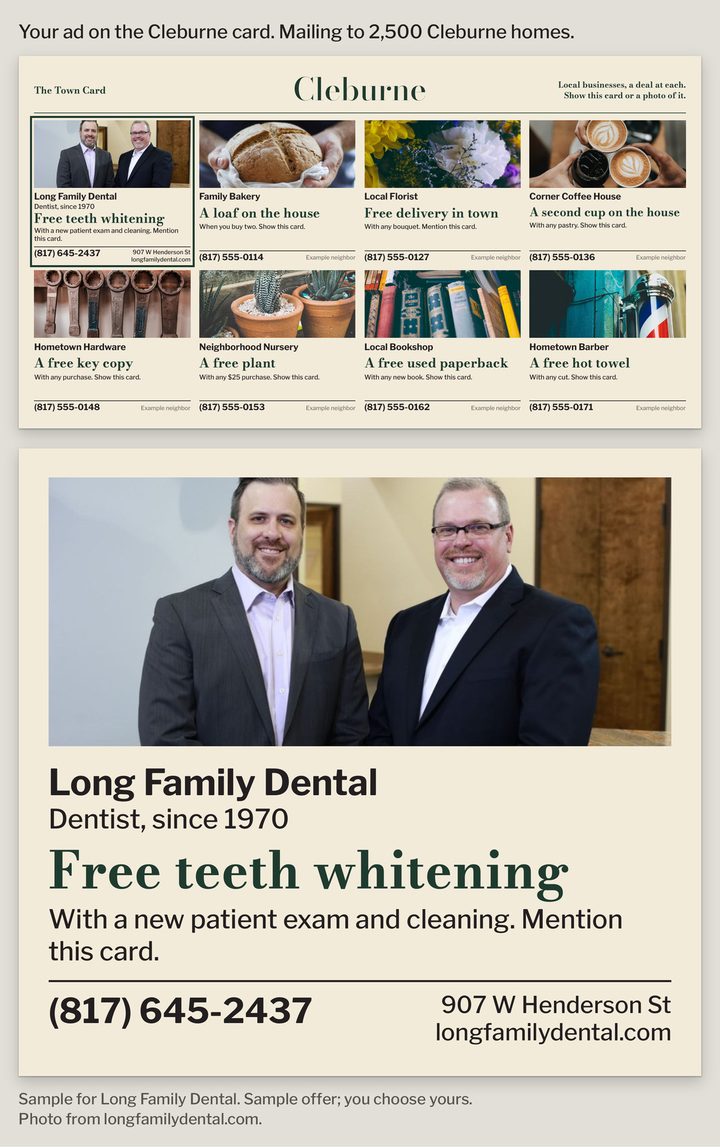 Your ad on the Cleburne card. Mailing to 2,500 Cleburne homes.
The Town Card
Cleburne
Local businesses, a deal at each.
Show this card or a photo of it.
Long Family Dental
Dentist, since 1970
Free teeth whitening
With a new patient exam and cleaning. Mention
this card.
(817) 645-2437
907 W Henderson St
longfamilydental.com
Family Bakery
A loaf on the house
When you buy two. Show this card.
(817) 555-0114
Example neighbor
Local Florist
Free delivery in town
With any bouquet. Mention this card.
(817) 555-0127
Example neighbor
Corner Coffee House
A second cup on the house
With any pastry. Show this card.
(817) 555-0136
Example neighbor
Hometown Hardware
A free key copy
With any purchase. Show this card.
(817) 555-0148
Example neighbor
Neighborhood Nursery
A free plant
With any $25 purchase. Show this card.
(817) 555-0153
Example neighbor
Local Bookshop
A free used paperback
With any new book. Show this card.
(817) 555-0162
Example neighbor
Hometown Barber
A free hot towel
With any cut. Show this card.
(817) 555-0171
Example neighbor
Long Family Dental
Dentist, since 1970
Free teeth whitening
With a new patient exam and cleaning. Mention
this card.
(817) 645-2437
907 W Henderson St
longfamilydental.com
Sample for Long Family Dental. Sample offer; you choose yours.
Photo from longfamilydental.com.